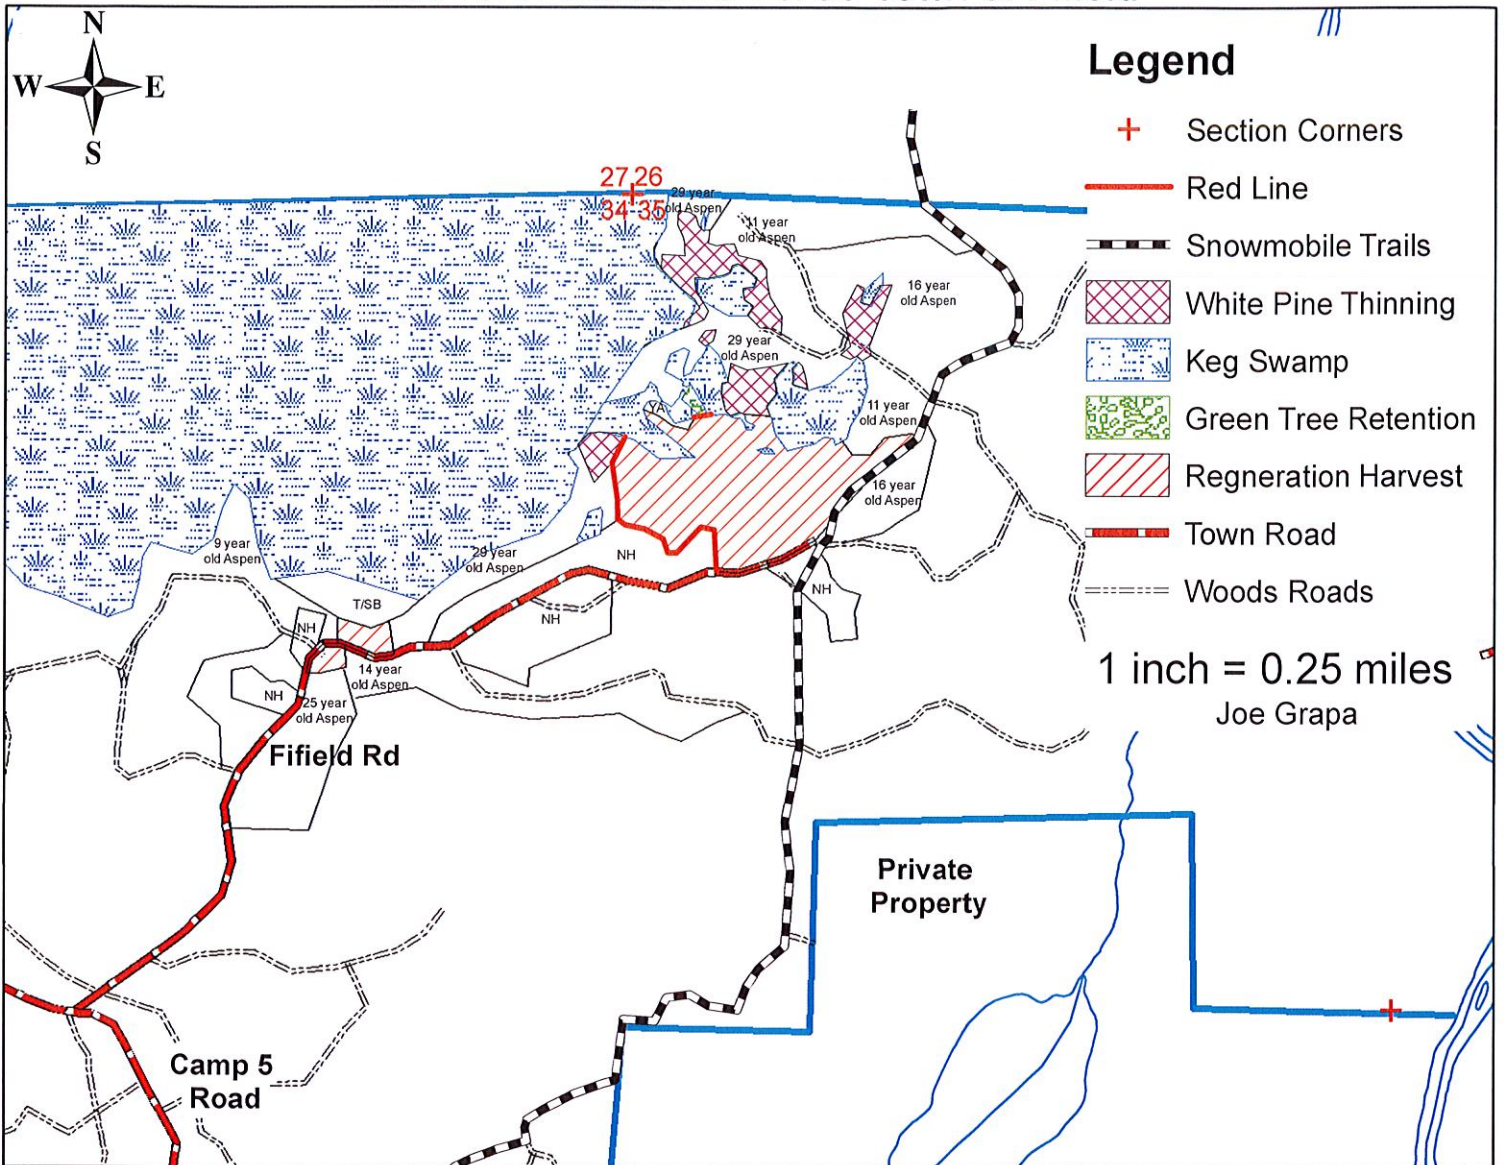 N
W E
S
Legend
Section Corners
Red Line
Snowmobile Trails
White Pine Thinning
Keg Swamp
Green Tree Retention
Regneration Harvest
Town Road
Woods Roads
1 inch = 0.25 miles
Joe Grapa
27 26
34 35
29 year
old Aspen
11 year
old Aspen
16 year
old Aspen
29 year
old Aspen
YA
11 year
old Aspen
16 year
old Aspen
9 year
old Aspen
29 year
old Aspen
NH
NH
T/SB
NH
NH
14 year
old Aspen
NH
25 year
old Aspen
Fifield Rd
Private
Property
Camp 5
Road